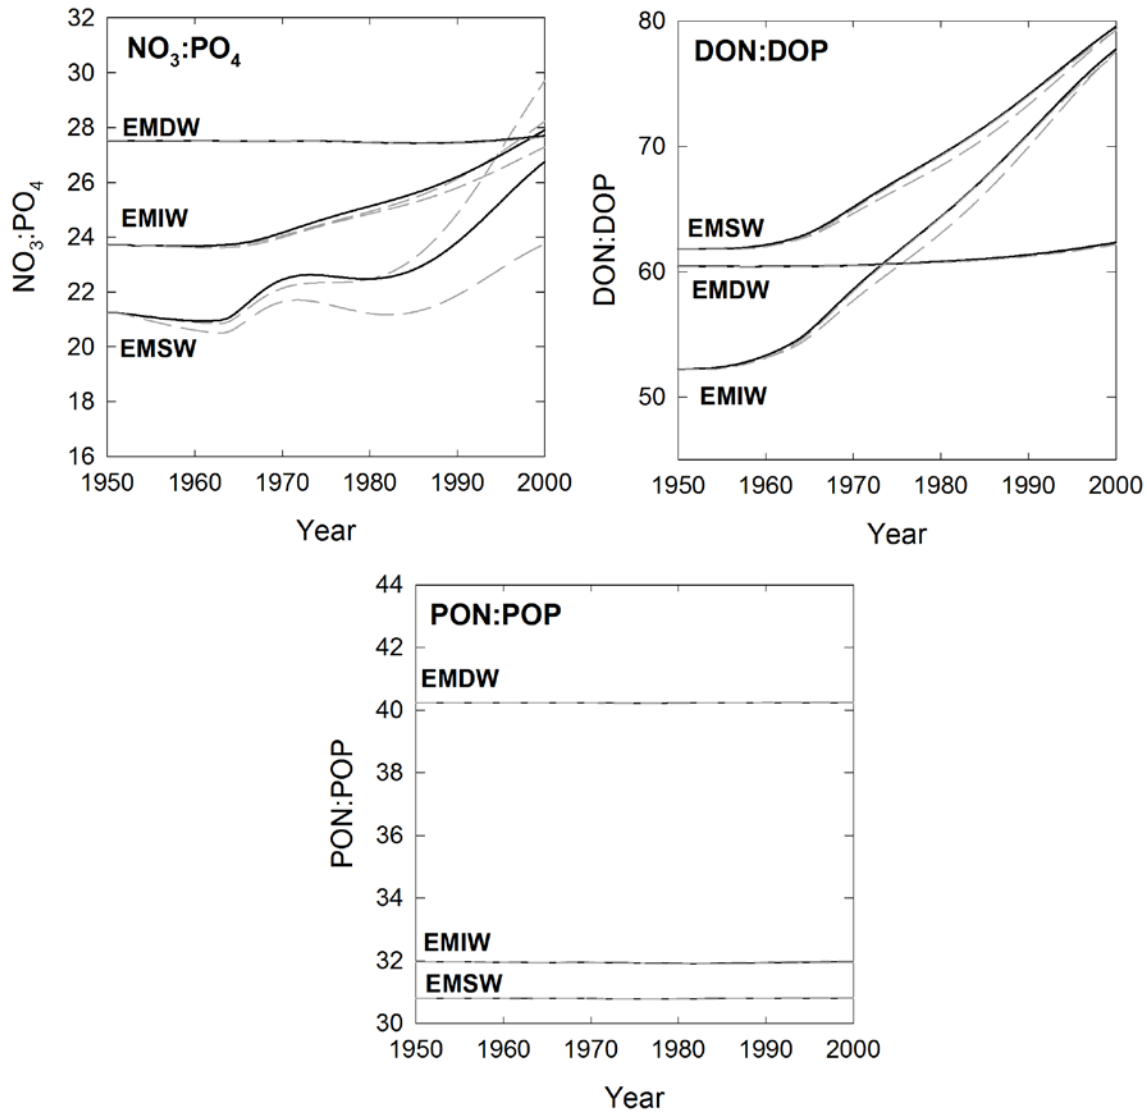 NO3:PO4
32
30
28
26
24
22
20
18
16
EMDW
EMIW
EMSW
NO3:PO4
1950 1960 1970 1980 1990 2000
Year
DON:DOP
80
70
60
50
EMSW
EMDW
EMIW
DON:DOP
1950 1960 1970 1980 1990 2000
Year
PON:POP
44
42
40
38
36
34
32
30
EMDW
EMIW
EMSW
PON:POP
1950 1960 1970 1980 1990 2000
Year